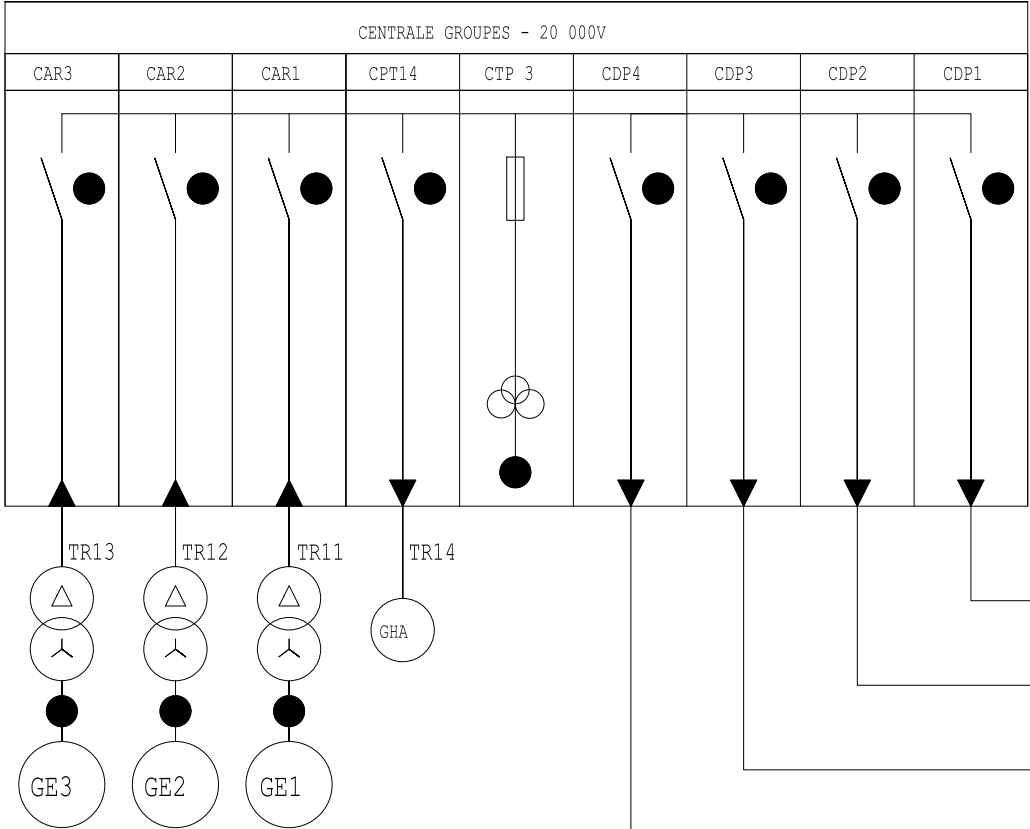 CENTRALE GROUPES - 20 000V
CAR3 CAR2 CAR1 CPT14 CTP 3 CDP4 CDP3 CDP2 CDP1
TR13 TR12 TR11 TR14
GHA
GE3 GE2 GE1